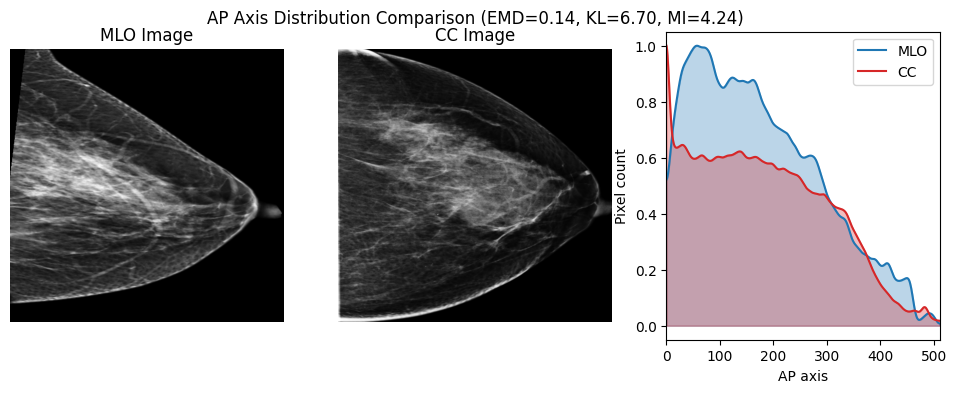 AP Axis Distribution Comparison (EMD=0.14, KL=6.70, MI=4.24)
MLO Image
CC Image
MLO
CC
Pixel count
1.0
0.8
0.6
0.4
0.2
0.0
0 100 200 300 400 500
AP axis